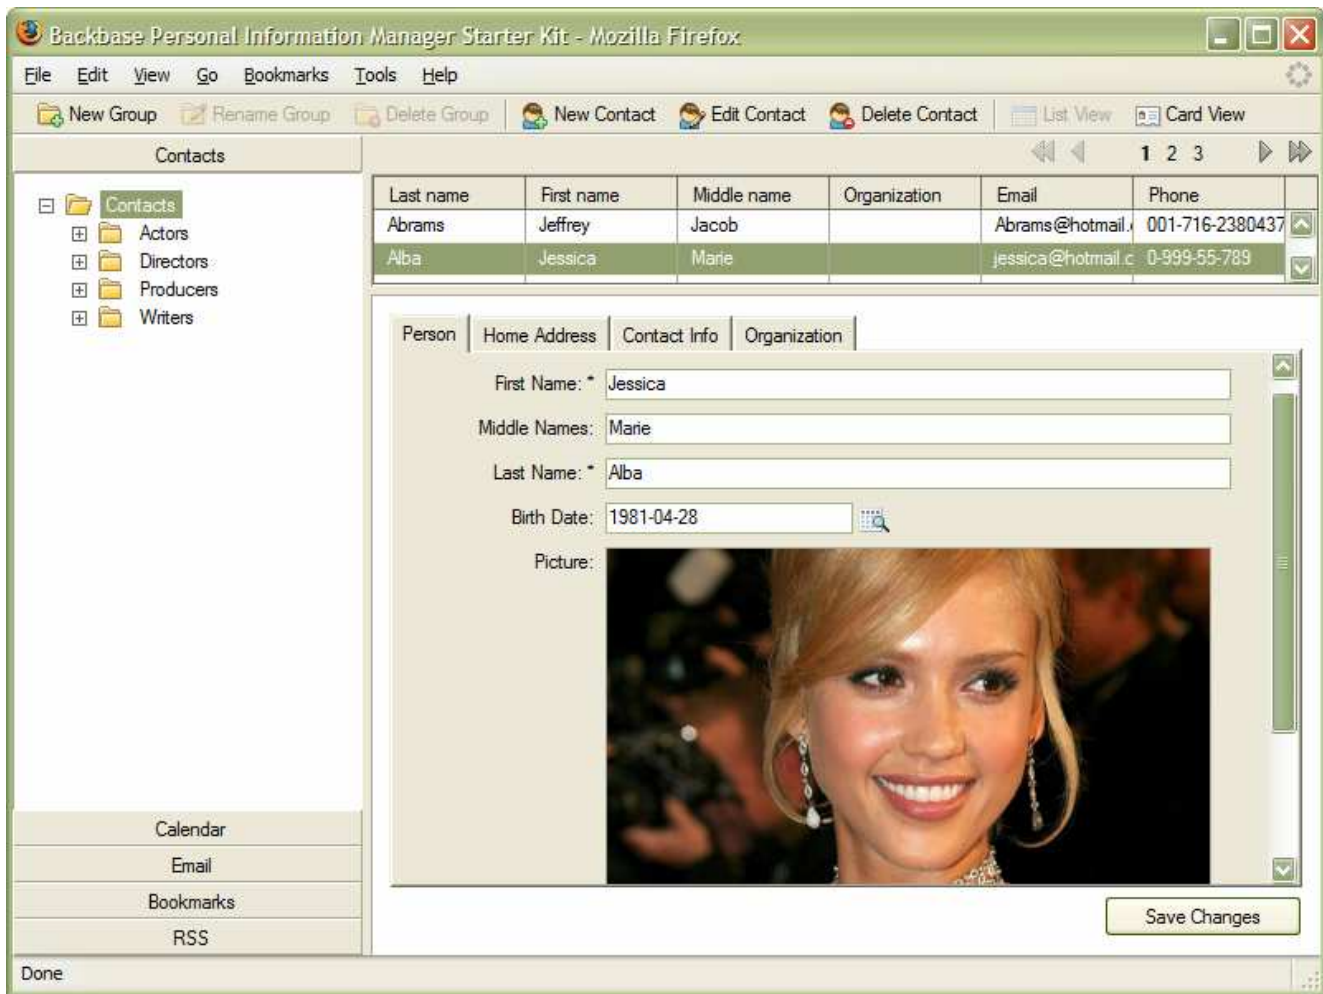 Backbase Personal Information Manager Starter Kit - Mozilla Firefox
File Edit View Go Bookmarks Tools Help
New Group Rename Group Delete Group New Contact Edit Contact Delete Contact List View Card View
Contacts
1 2 3
Contacts
Actors
Directors
Producers
Writers
Calendar
Email
Bookmarks
RSS
Last name First name Middle name Organization Email Phone
Abrams Jeffrey Jacob Abrams@hotmail. 001-716-2380437
Alba Jessica Marie jessica@hotmail.c 0-999-55-789
Person Home Address Contact Info Organization
First Name: * Jessica
Middle Names: Marie
Last Name: * Alba
Birth Date: 1981-04-28
Picture:
Save Changes
Done